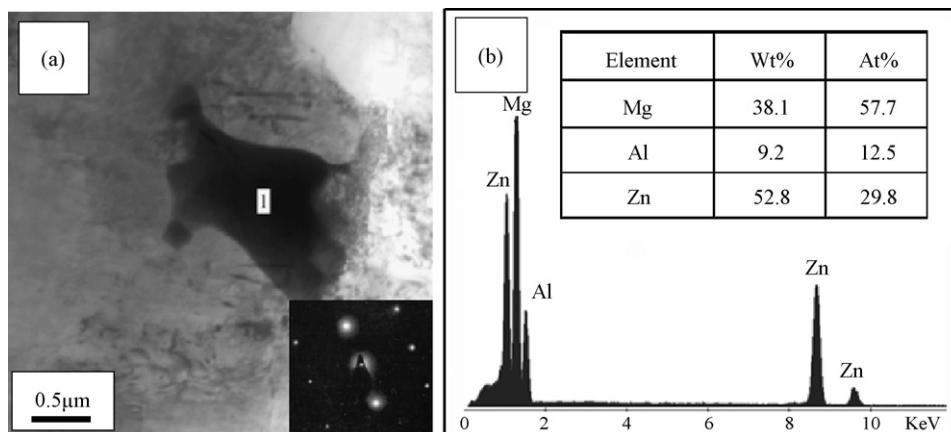 (a)
1
0.5μm
(b)
Element Wt% At%
Mg 38.1 57.7
Al 9.2 12.5
Zn 52.8 29.8
Mg
Zn
Al
Zn
Zn
0 2 4 6 8 10 KeV